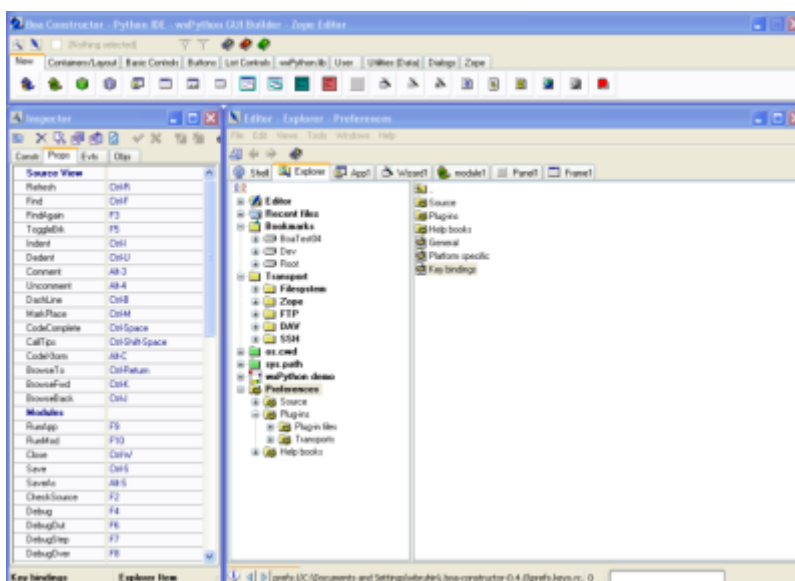 Boa Constructor - Python IDE - wxPython GUI Builder - Zope Editor
(Nothing selected)
New Containers/Layout Basic Controls Buttons List Controls wxPython.lib User Utilities (Data) Dialogs Zope
Inspector
Constr Props Evts Objs
Source View
Refresh Ctrl-R
Find Ctrl-F
FindAgain F3
ToggleBrk F5
Indent Ctrl-I
Dedent Ctrl-U
Comment Alt-3
Uncomment Alt-4
DashLine Ctrl-B
MarkPlace Ctrl-M
CodeComplete Ctrl-Space
CallTips Ctrl-Shift-Space
CodeXform Alt-C
BrowseTo Ctrl-Return
BrowseFwd Ctrl-K
BrowseBack Ctrl-J
Modules
RunApp F9
RunMod F10
Close Ctrl-W
Save Ctrl-S
SaveAs Alt-S
CheckSource F2
Debug F4
DebugOut F6
DebugStep F7
DebugOver F8
Key bindings Explorer Item
Editor - Explorer - Preferences
File Edit Views Tools Windows Help
Shell Explorer App1 Wizard1 module1 Panel1 Frame1
Editor
Recent files
Bookmarks
BoaTest04
Dev
Root
Transport
Filesystem
Zope
FTP
DAV
SSH
os.cwd
sys.path
wxPython demo
Preferences
Source
Plug-ins
Plug-in files
Transports
Help books
..
Source
Plug-ins
Help books
General
Platform specific
Key bindings